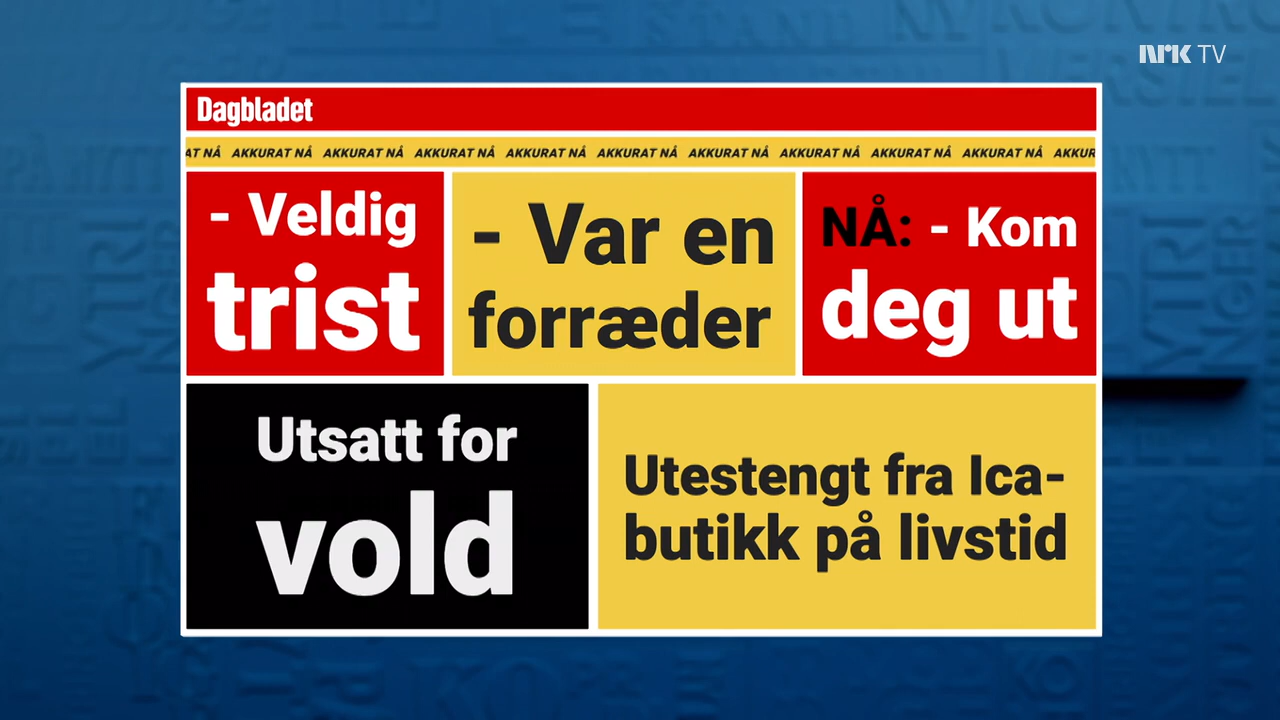 nrk TV
Dagbladet
AT NÅ AKKURAT NÅ AKKURAT NÅ AKKURAT NÅ AKKURAT NÅ AKKURAT NÅ AKKURAT NÅ AKKURAT NÅ AKKURAT NÅ AKKURAT NÅ AKKUR
- Veldig
trist
- Var en
forræder
NÅ: - Kom
deg ut
Utsatt for
vold
Utestengt fra Ica-
butikk på livstid